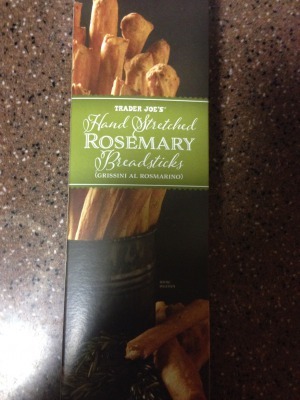 TRADER JOE'S
Hand Stretched
ROSEMARY
Breadsticks
(GRISSINI AL ROSMARINO)